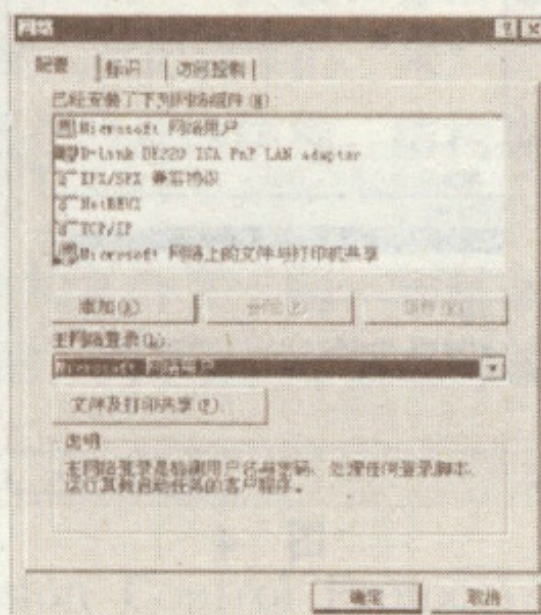 网络
配置 标识 访问控制
已经安装了下列网络组件(N)
Microsoft 网络用户
D-Link DE220 ISA PnP LAN adapter
IPX/SPX 兼容协议
NetBEUI
TCP/IP
Microsoft 网络上的文件与打印机共享
添加(A) 删除(E) 属性(R)
主网络登录(L):
Microsoft 网络用户
文件及打印共享(F)
说明
主网络登录是检测用户名与密码、处理任何登录脚本、
运行其他启动任务的客户程序。
确定 取消